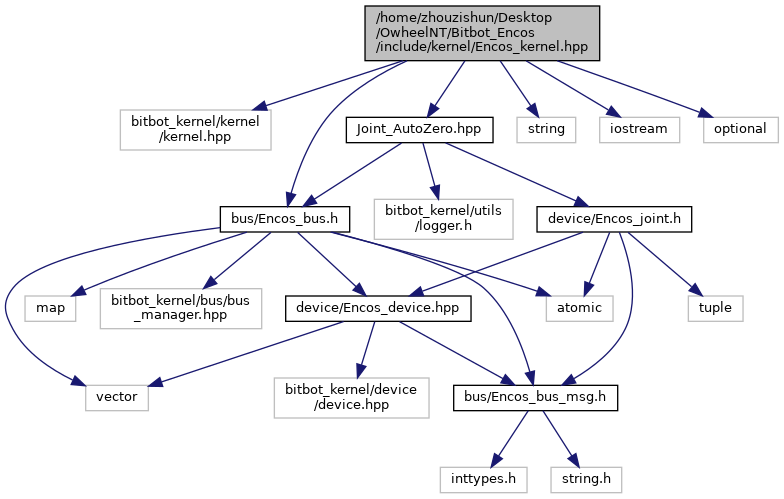 /home/zhouzishun/Desktop
/OwheelNT/Bitbot_Encos
/include/kernel/Encos_kernel.hpp
bitbot_kernel/kernel
/kernel.hpp
Joint_AutoZero.hpp
string
iostream
optional
bus/Encos_bus.h
bitbot_kernel/utils
/logger.h
device/Encos_joint.h
map
bitbot_kernel/bus/bus
_manager.hpp
device/Encos_device.hpp
atomic
tuple
vector
bitbot_kernel/device
/device.hpp
bus/Encos_bus_msg.h
inttypes.h
string.h